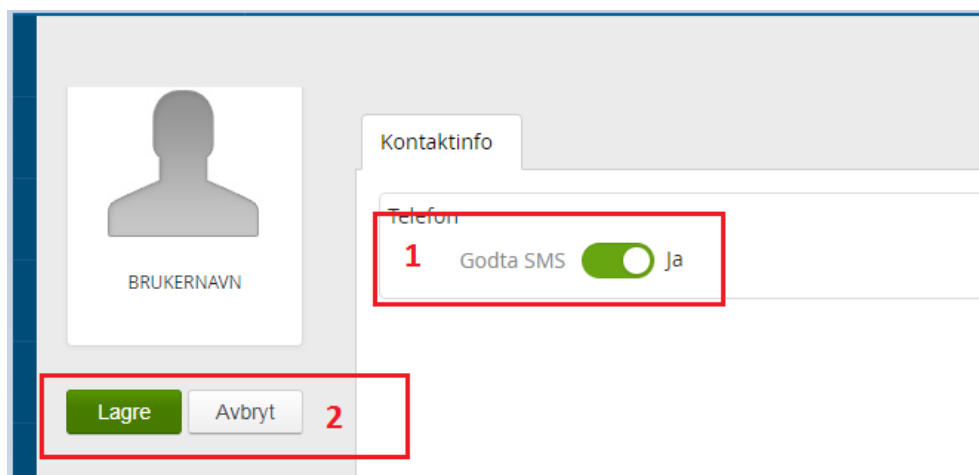 Kontaktinfo
Telefon
1 Godta SMS Ja
BRUKERNAVN
Lagre Avbryt 2